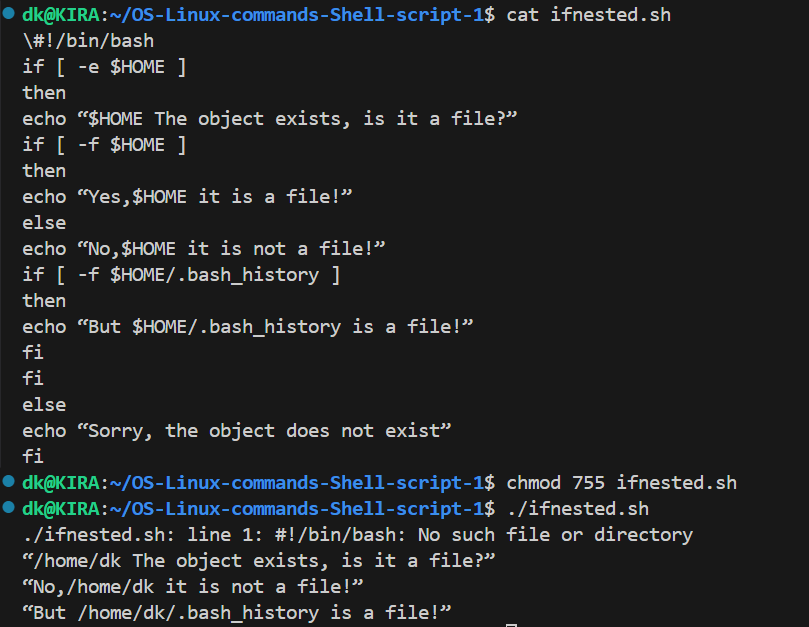 dk@KIRA:~/OS-Linux-commands-Shell-script-1$ cat ifnested.sh
\#!/bin/bash
if [ -e $HOME ]
then
echo “$HOME The object exists, is it a file?”
if [ -f $HOME ]
then
echo “Yes,$HOME it is a file!”
else
echo “No,$HOME it is not a file!”
if [ -f $HOME/.bash_history ]
then
echo “But $HOME/.bash_history is a file!”
fi
fi
else
echo “Sorry, the object does not exist”
fi
dk@KIRA:~/OS-Linux-commands-Shell-script-1$ chmod 755 ifnested.sh
dk@KIRA:~/OS-Linux-commands-Shell-script-1$ ./ifnested.sh
./ifnested.sh: line 1: #!/bin/bash: No such file or directory
“/home/dk The object exists, is it a file?”
“No,/home/dk it is not a file!”
“But /home/dk/.bash_history is a file!”